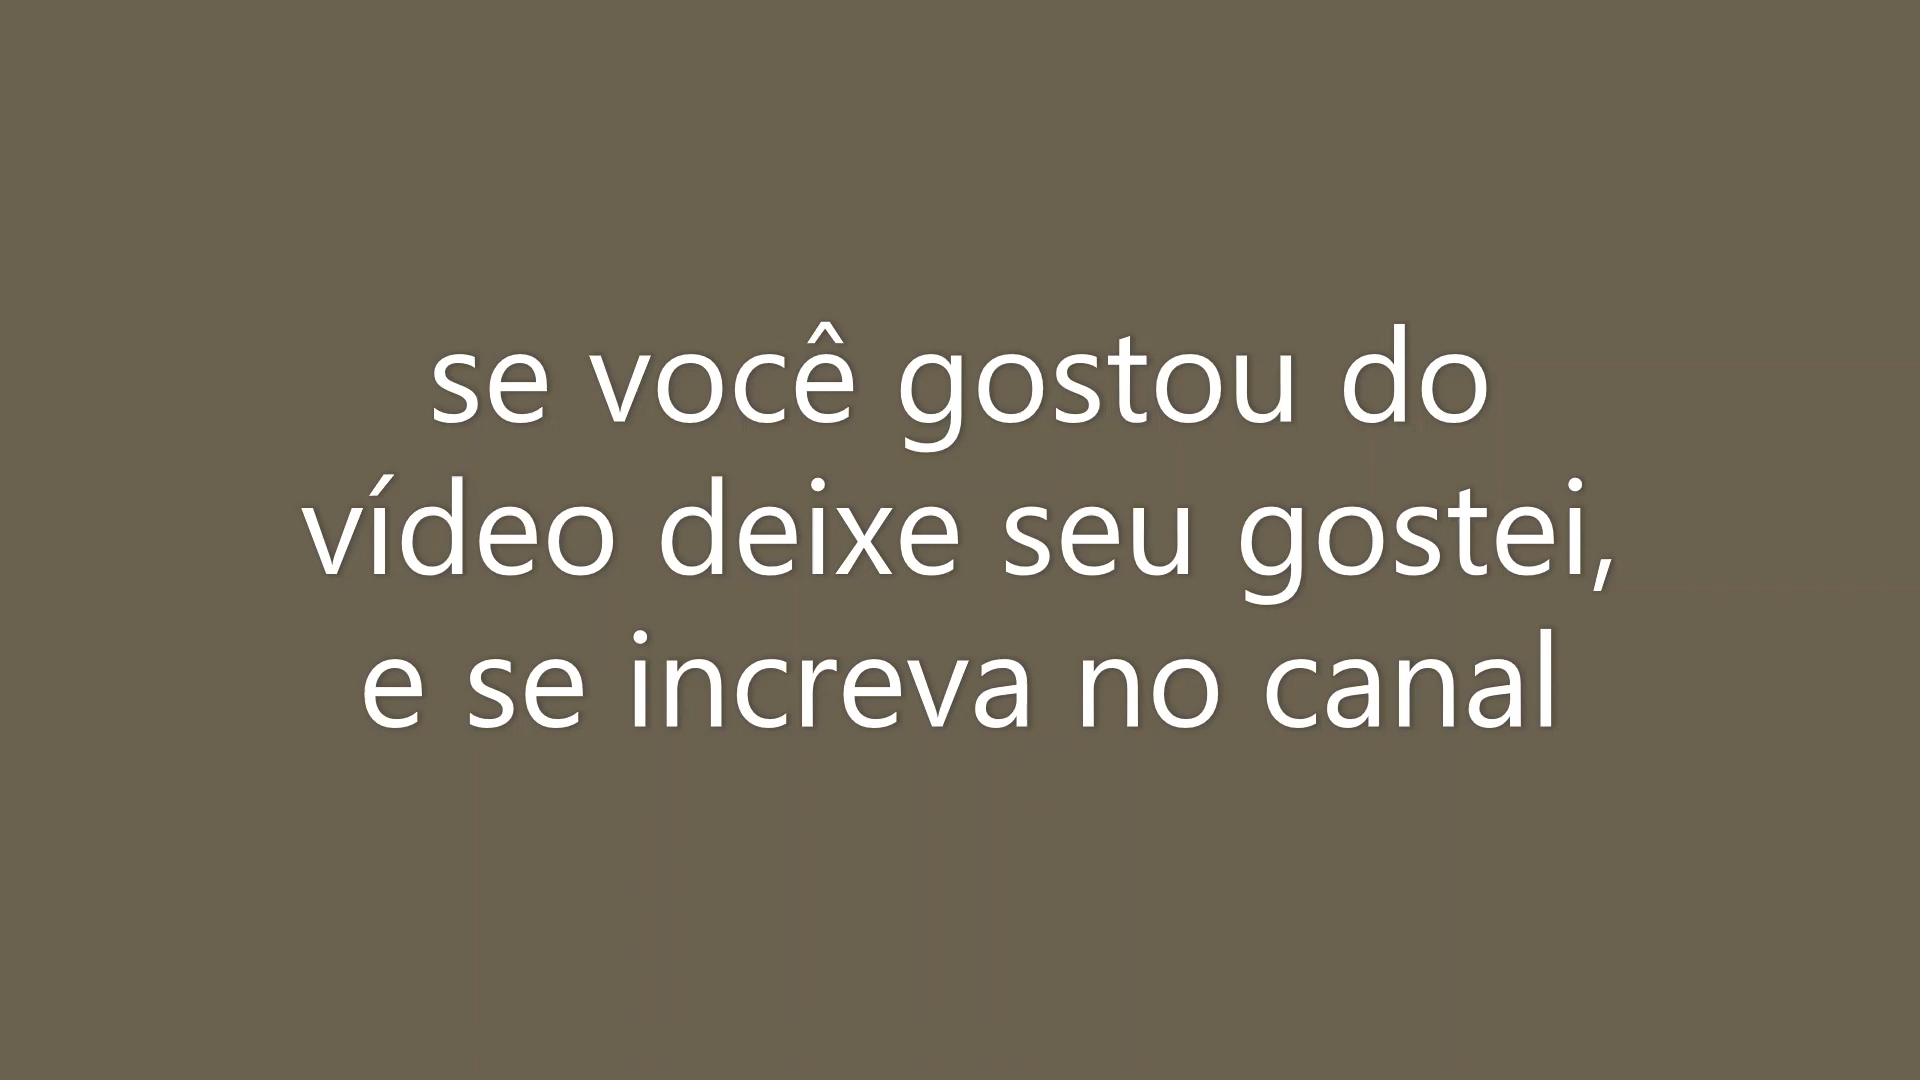 se você gostou do
vídeo deixe seu gostei,
e se increva no canal